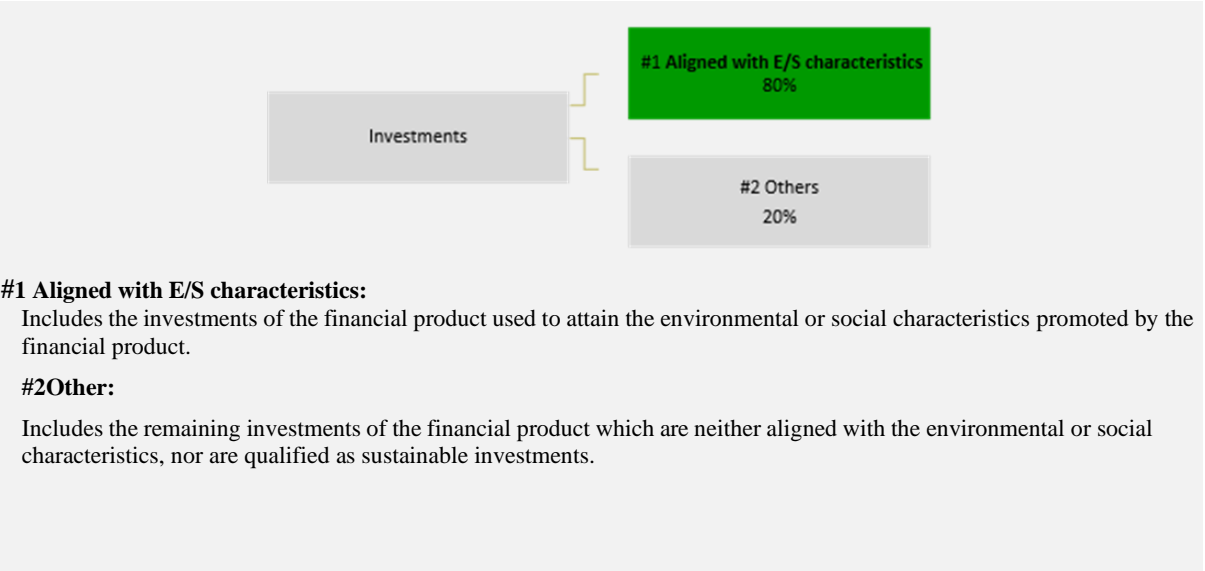 #1 Aligned with E/S characteristics
80%
Investments
#2 Others
20%
#1 Aligned with E/S characteristics:
Includes the investments of the financial product used to attain the environmental or social characteristics promoted by the
financial product.
#2Other:
Includes the remaining investments of the financial product which are neither aligned with the environmental or social
characteristics, nor are qualified as sustainable investments.